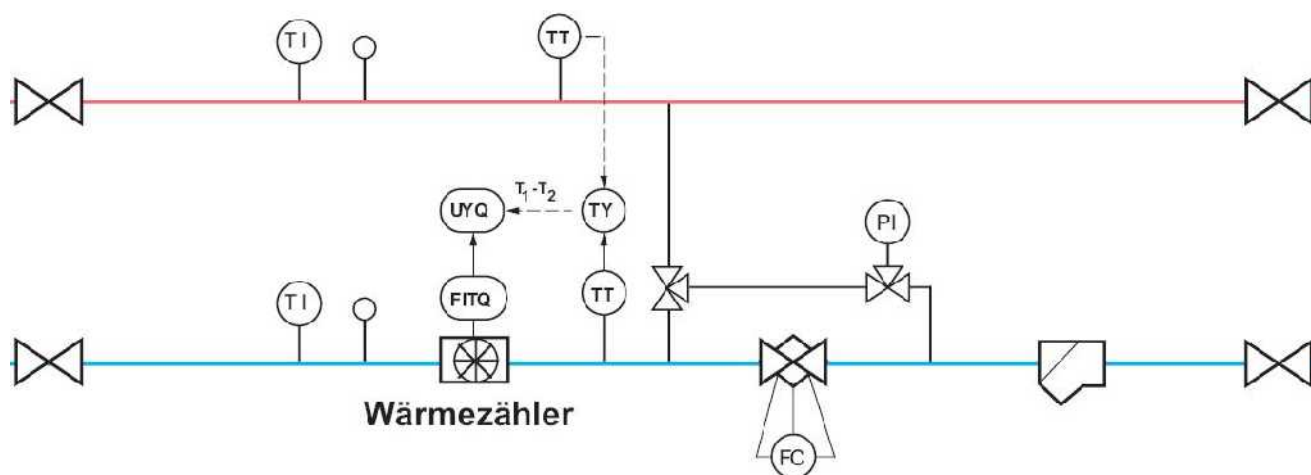 TI
TT
T1-T2
UYQ
TY
PI
TI
FITQ
TT
Wärmezähler
FC